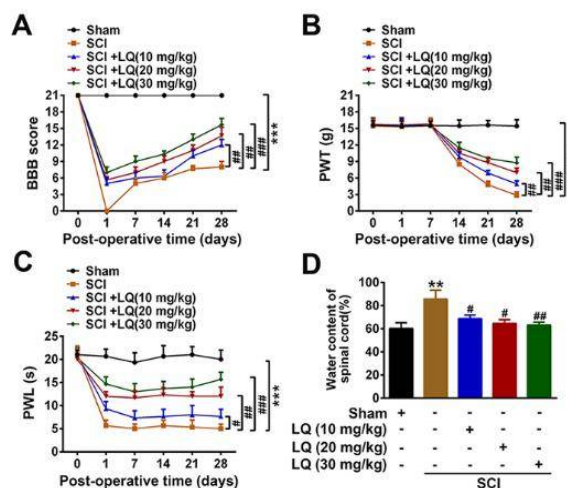 A
Sham
SCI
SCI +LQ(10 mg/kg)
SCI +LQ(20 mg/kg)
SCI +LQ(30 mg/kg)
21
18
15
12
9
6
3
0
BBB score
0 1 7 14 21 28
Post-operative time (days)
##
##
###
***
B
Sham
SCI
SCI +LQ(10 mg/kg)
SCI +LQ(20 mg/kg)
SCI +LQ(30 mg/kg)
21
18
15
12
9
6
3
0
PWT (g)
0 1 7 14 21 28
Post-operative time (days)
##
##
###
C
Sham
SCI
SCI +LQ(10 mg/kg)
SCI +LQ(20 mg/kg)
SCI +LQ(30 mg/kg)
25
20
15
10
5
0
PWL (s)
0 1 7 14 21 28
Post-operative time (days)
#
##
###
***
D
100
80
60
40
20
0
Water content of
spinal cord(%)
**
#
#
##
Sham + - - - -
LQ (10 mg/kg) - - + - -
LQ (20 mg/kg) - - - + -
LQ (30 mg/kg) - - - - +
SCI